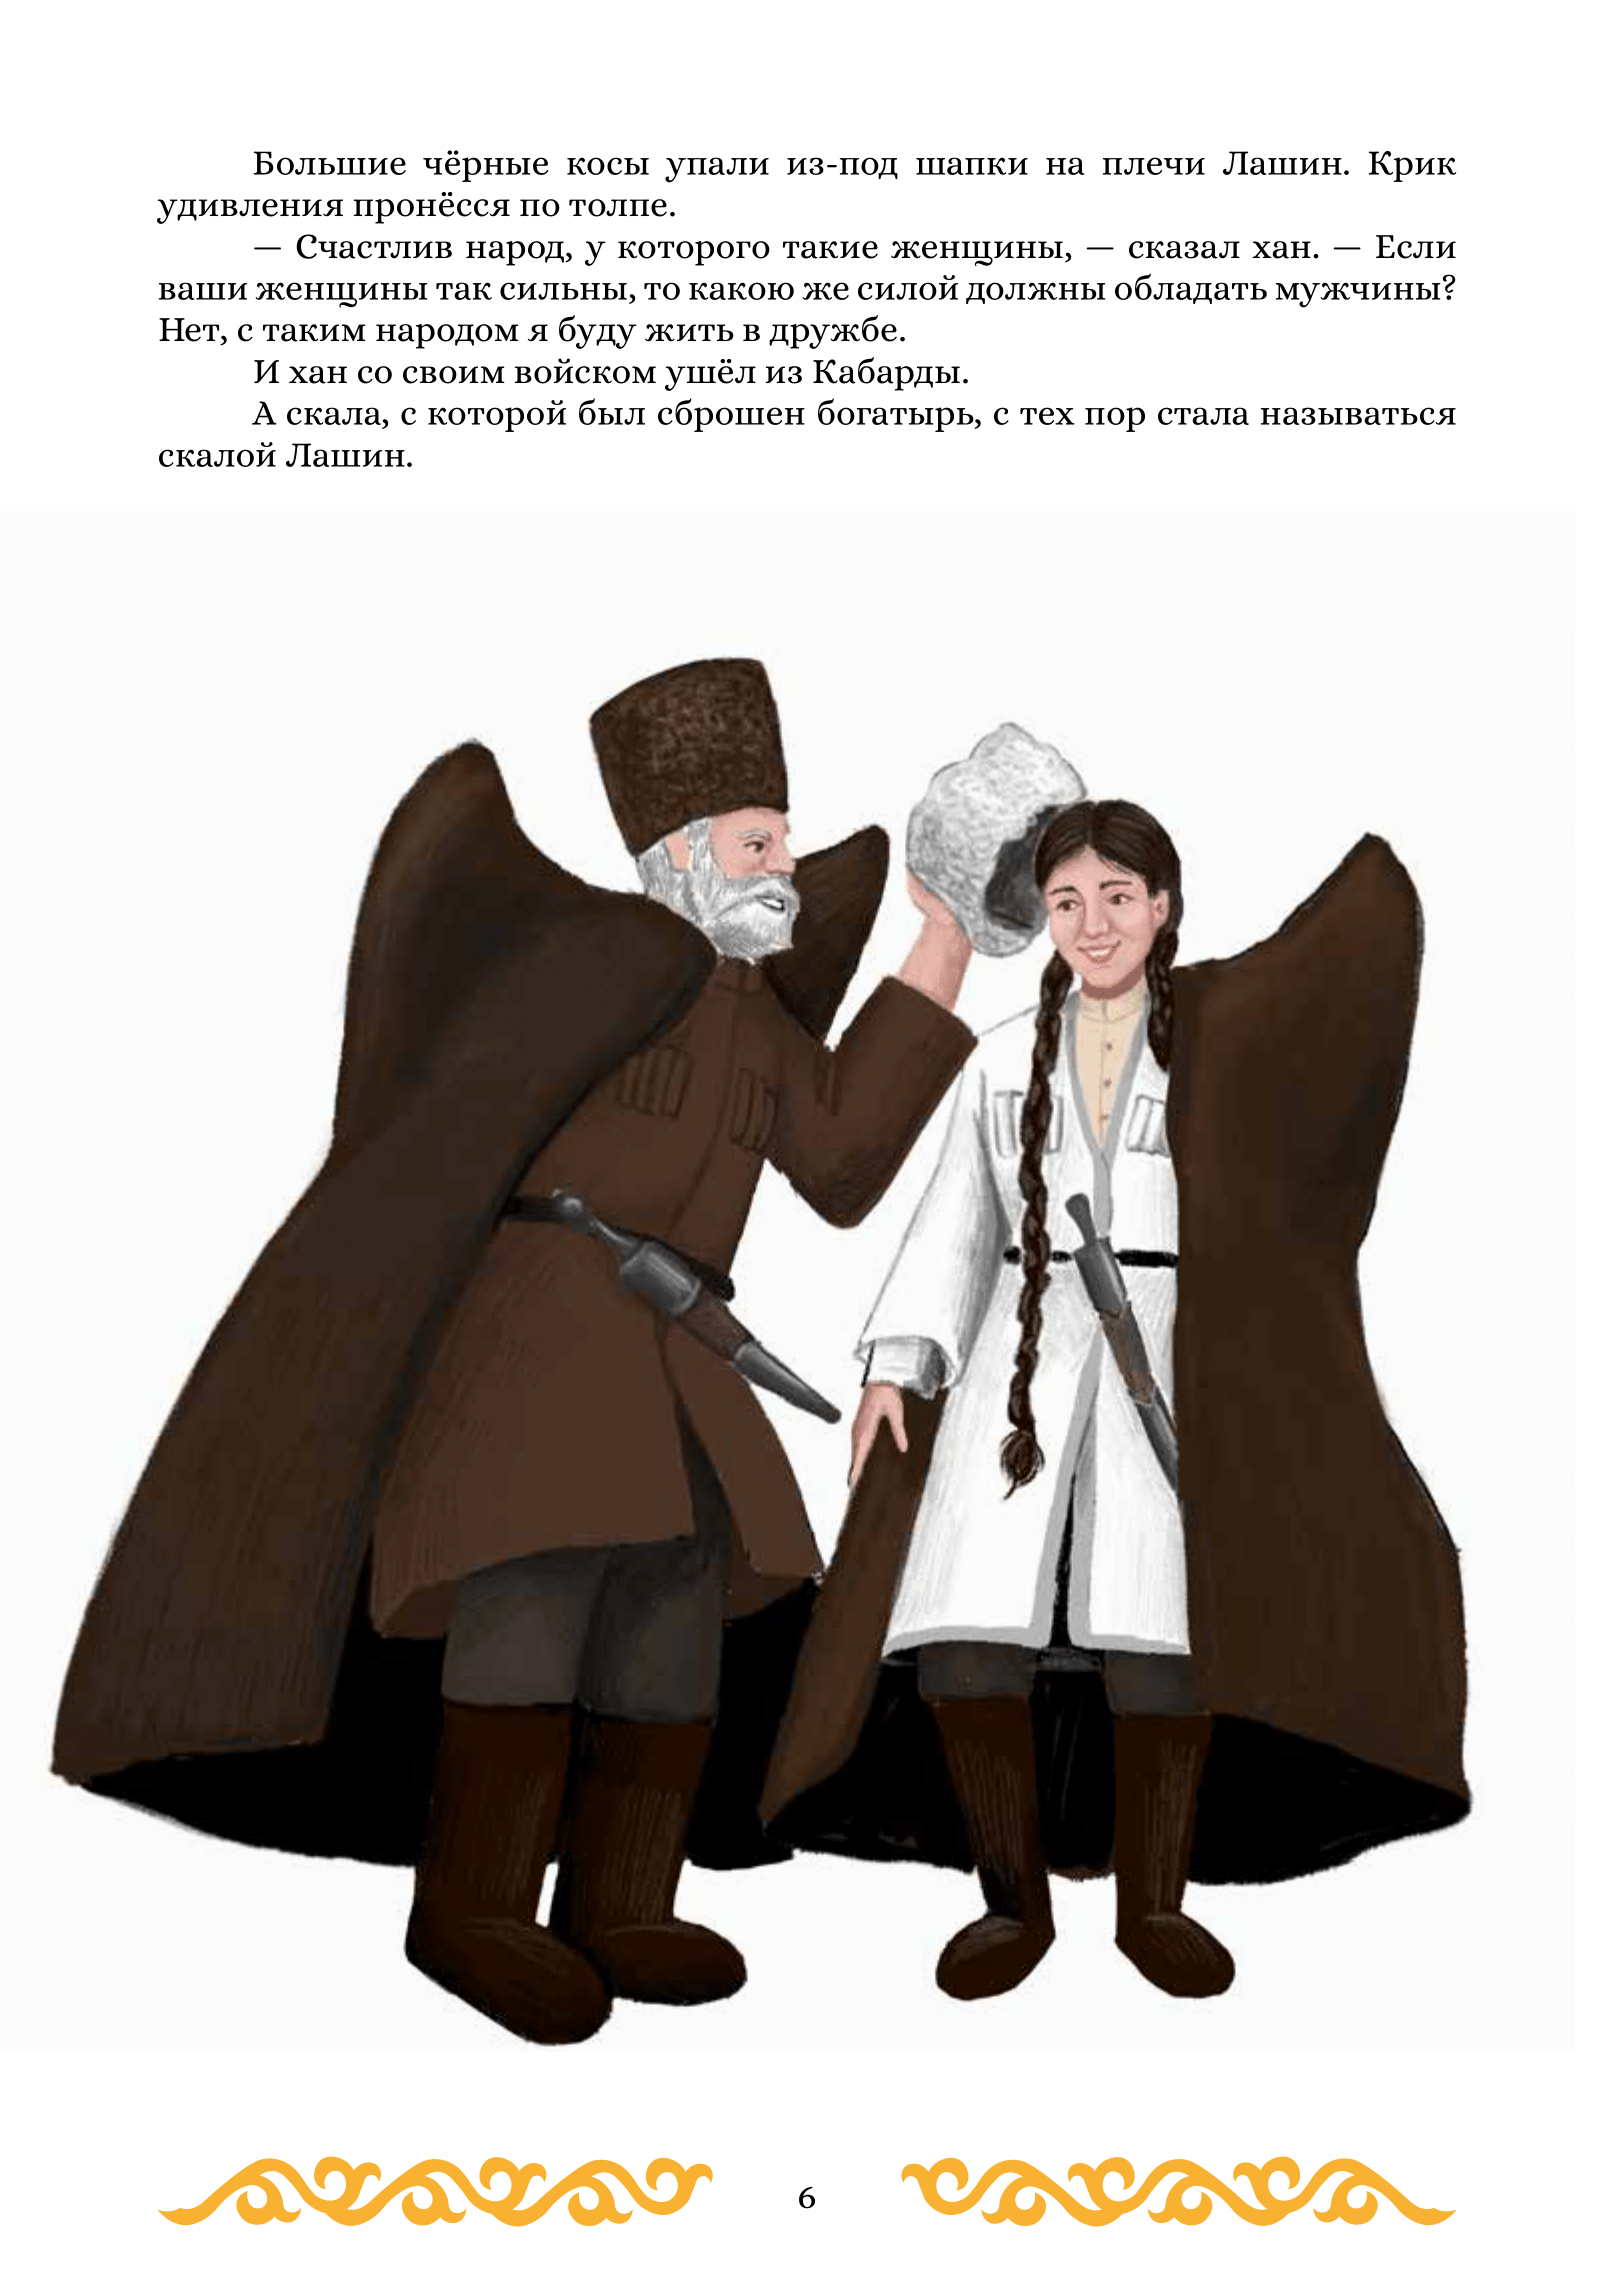 Большие чёрные косы упали из-под шапки на плечи Лашин. Крик
удивления пронёсся по толпе.
— Счастлив народ, у которого такие женщины, — сказал хан. — Если
ваши женщины так сильны, то какою же силой должны обладать мужчины?
Нет, с таким народом я буду жить в дружбе.
И хан со своим войском ушёл из Кабарды.
А скала, с которой был сброшен богатырь, с тех пор стала называться
скалой Лашин.
6